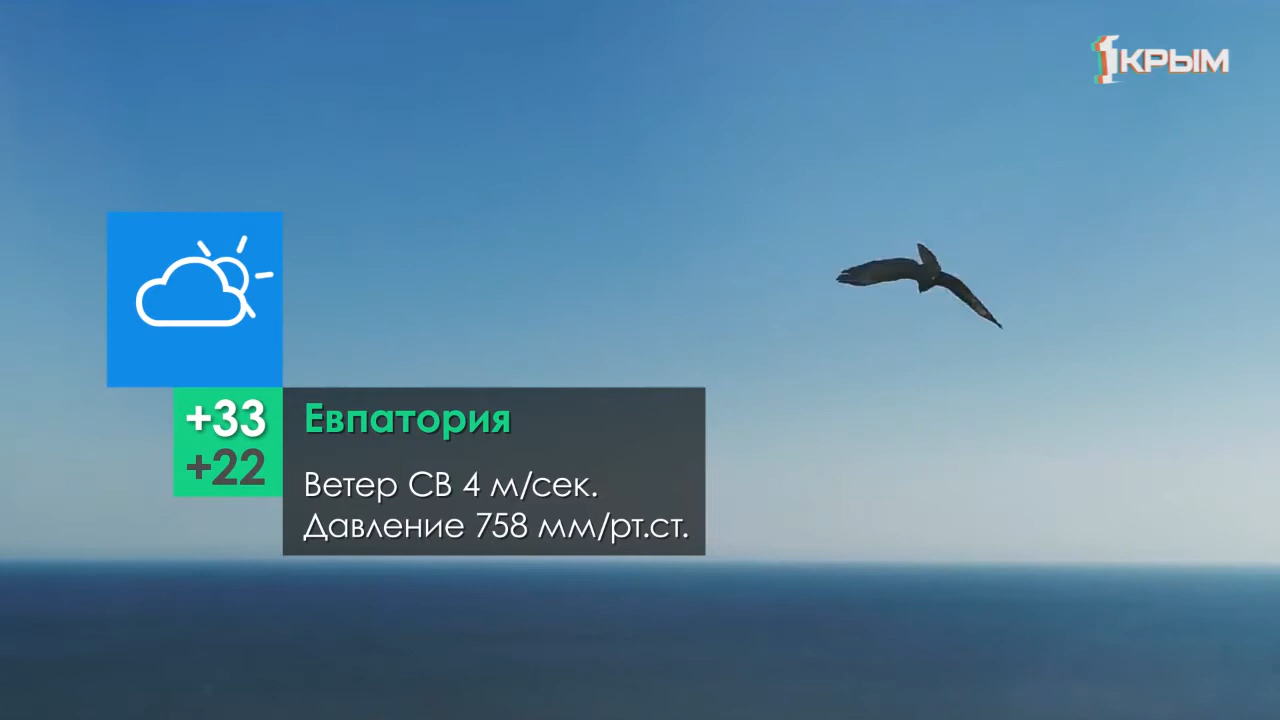 1КРЫМ
+33
+22
Евпатория
Ветер СВ 4 м/сек.
Давление 758 мм/рт.ст.